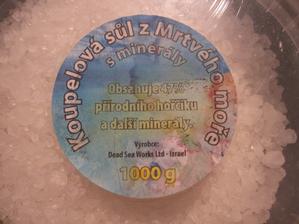 Koupelová sůl z Mrtvého moře
s minerály
Obsahuje 47%
přírodního hořčíku
a další minerály.
Výrobce:
Dead Sea Works Ltd - Israel
1000 g